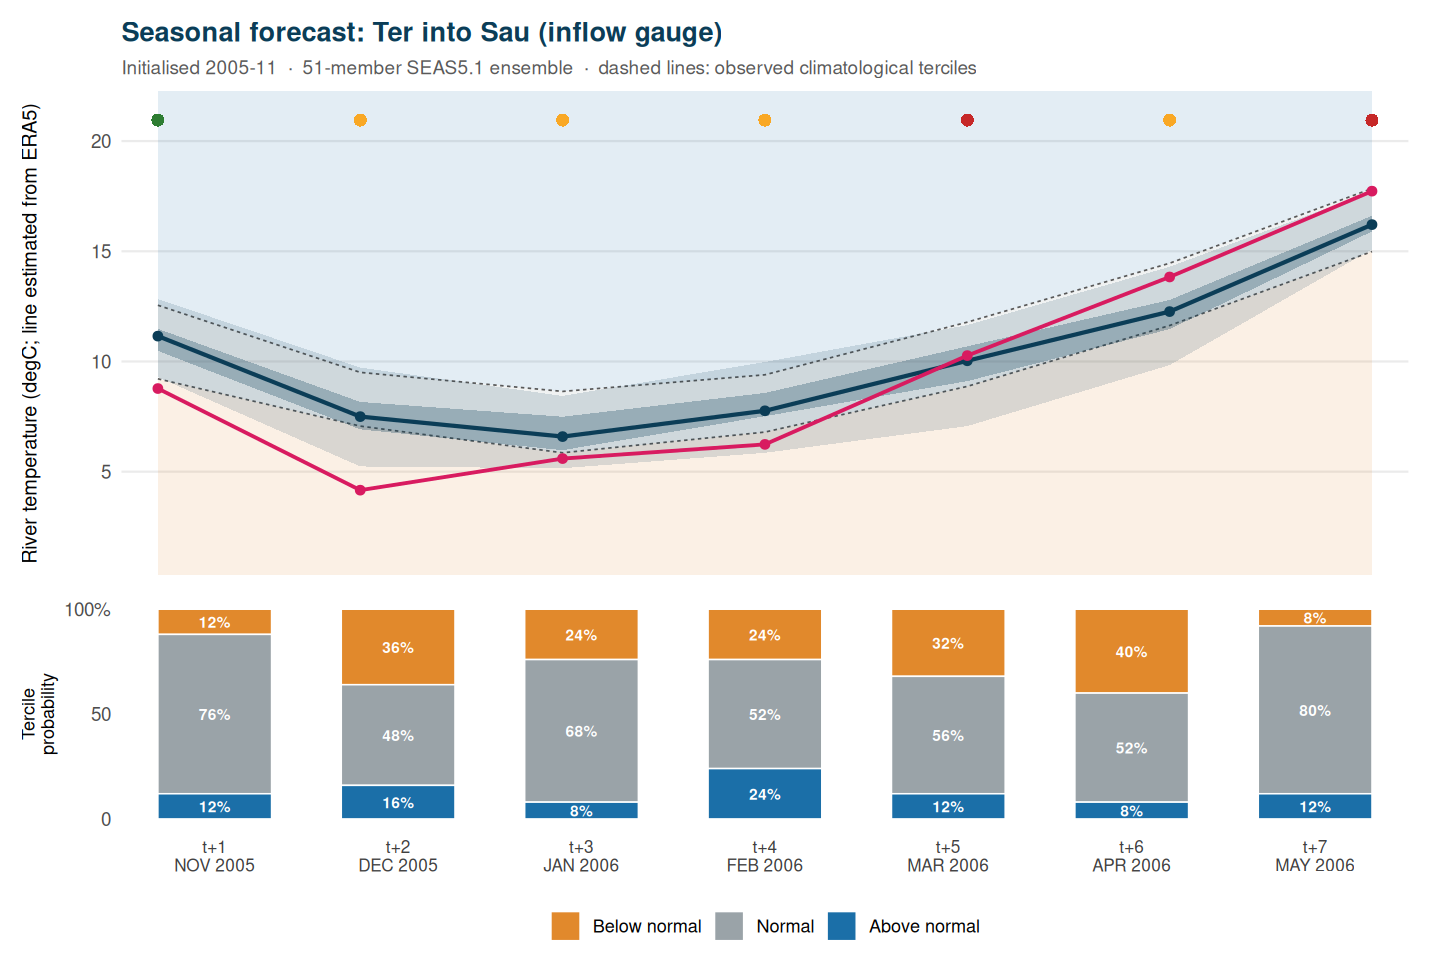 Seasonal forecast: Ter into Sau (inflow gauge)
Initialised 2005-11 · 51-member SEAS5.1 ensemble · dashed lines: observed climatological terciles
River temperature (degC; line estimated from ERA5)
20
15
10
5
Tercile
probability
100%
50
0
12% 36% 24% 24% 32% 40% 8%
76% 48% 68% 52% 56% 52% 80%
12% 16% 8% 24% 12% 8% 12%
t+1 t+2 t+3 t+4 t+5 t+6 t+7
NOV 2005 DEC 2005 JAN 2006 FEB 2006 MAR 2006 APR 2006 MAY 2006
Below normal Normal Above normal